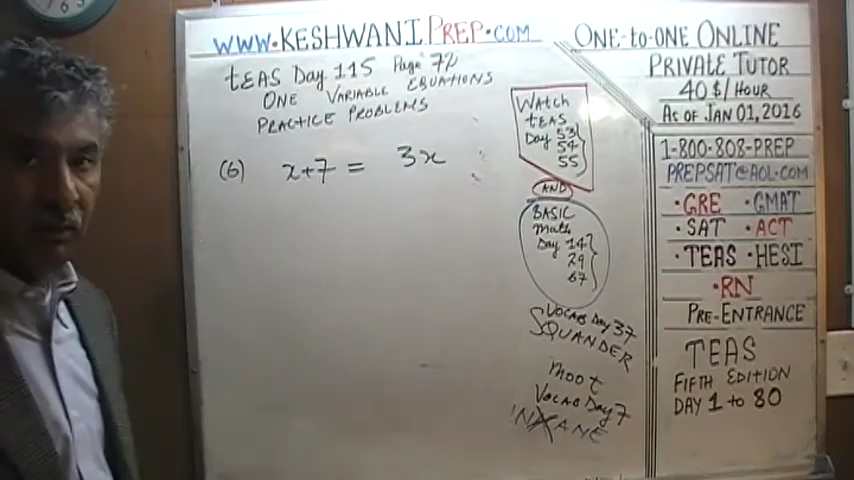 WWW.KESHWANIPREP.COM
TEAS Day 115 Page 72
ONE VARIABLE EQUATIONS
PRACTICE PROBLEMS
(6) x+7 = 3x
Watch
TEAS
Day 53
54
55
AND
BASIC
Math
Day 14
29
67
VOCAB Day 37
SQUANDER
moot
VOCAB Day 7
INANE
ONE-TO-ONE ONLINE
PRIVATE TUTOR
40 $/HOUR
AS OF JAN 01, 2016
1-800-808-PREP
PREPSAT@AOL.COM
• GRE • GMAT
• SAT • ACT
• TEAS • HESI
• RN
PRE-ENTRANCE
TEAS
FIFTH EDITION
DAY 1 TO 80